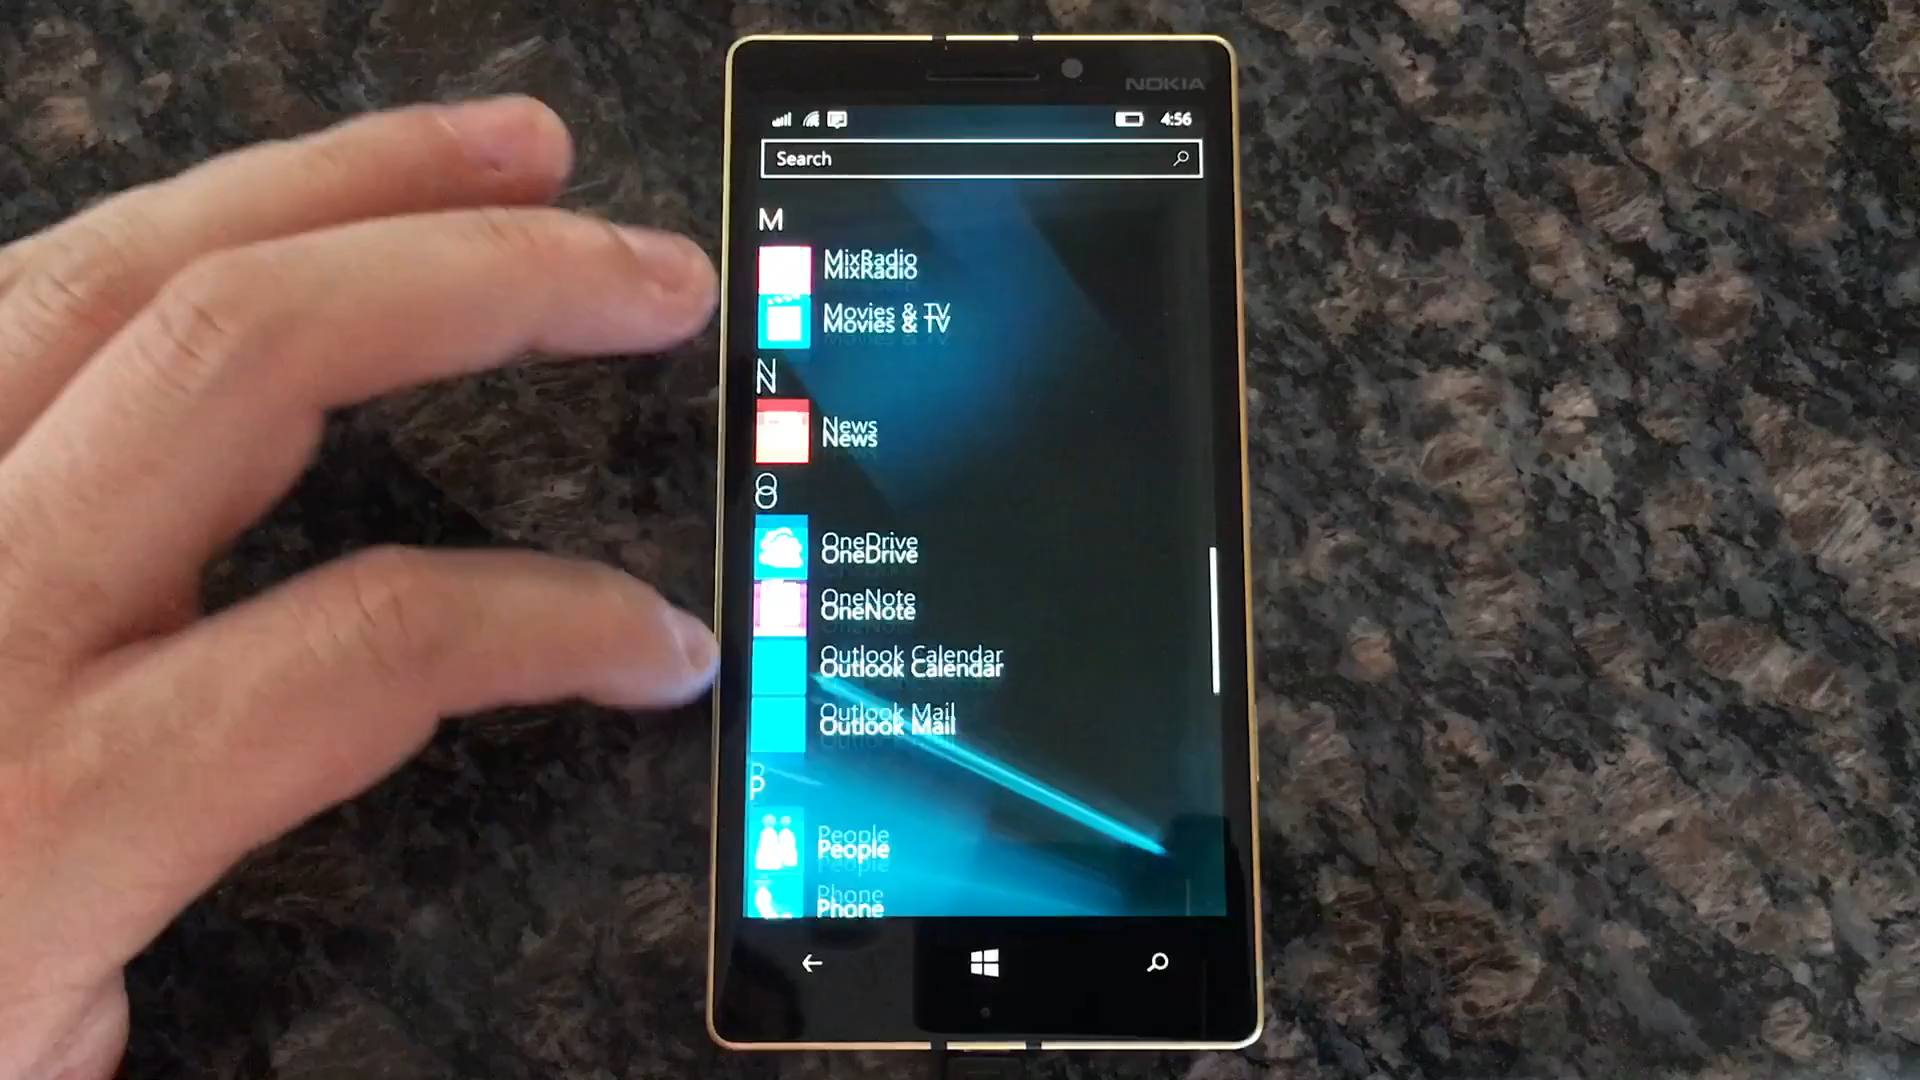 NOKIA
4:56
Search
M
MixRadio
Movies & TV
N
News
O
OneDrive
OneNote
Outlook Calendar
Outlook Mail
P
People
Phone